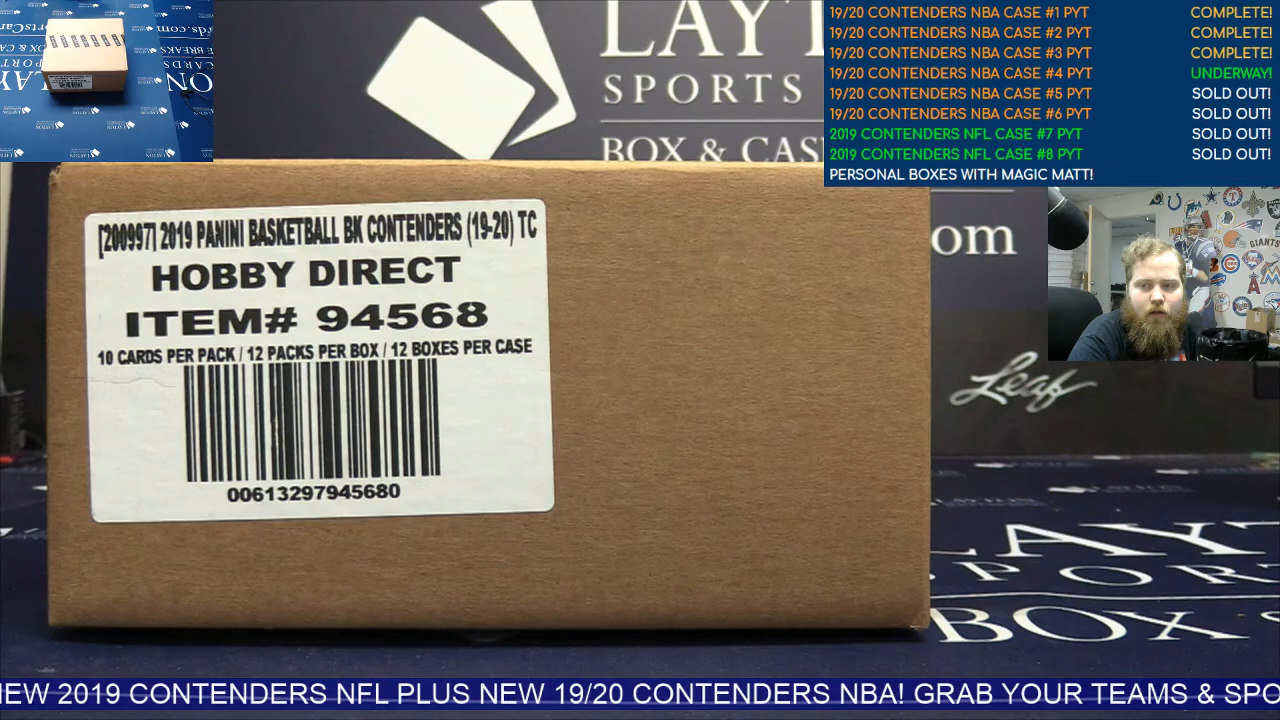 LAYT
SPORTS
BOX & CAS
19/20 CONTENDERS NBA CASE #1 PYT COMPLETE!
19/20 CONTENDERS NBA CASE #2 PYT COMPLETE!
19/20 CONTENDERS NBA CASE #3 PYT COMPLETE!
19/20 CONTENDERS NBA CASE #4 PYT UNDERWAY!
19/20 CONTENDERS NBA CASE #5 PYT SOLD OUT!
19/20 CONTENDERS NBA CASE #6 PYT SOLD OUT!
2019 CONTENDERS NFL CASE #7 PYT SOLD OUT!
2019 CONTENDERS NFL CASE #8 PYT SOLD OUT!
PERSONAL BOXES WITH MAGIC MATT!
[200997] 2019 PANINI BASKETBALL BK CONTENDERS (19-20) TC
HOBBY DIRECT
ITEM# 94568
10 CARDS PER PACK / 12 PACKS PER BOX / 12 BOXES PER CASE
00613297945680
om
GIANTS
Leaf
LAYT
PORT
BOX
NEW 2019 CONTENDERS NFL PLUS NEW 19/20 CONTENDERS NBA! GRAB YOUR TEAMS & SPO